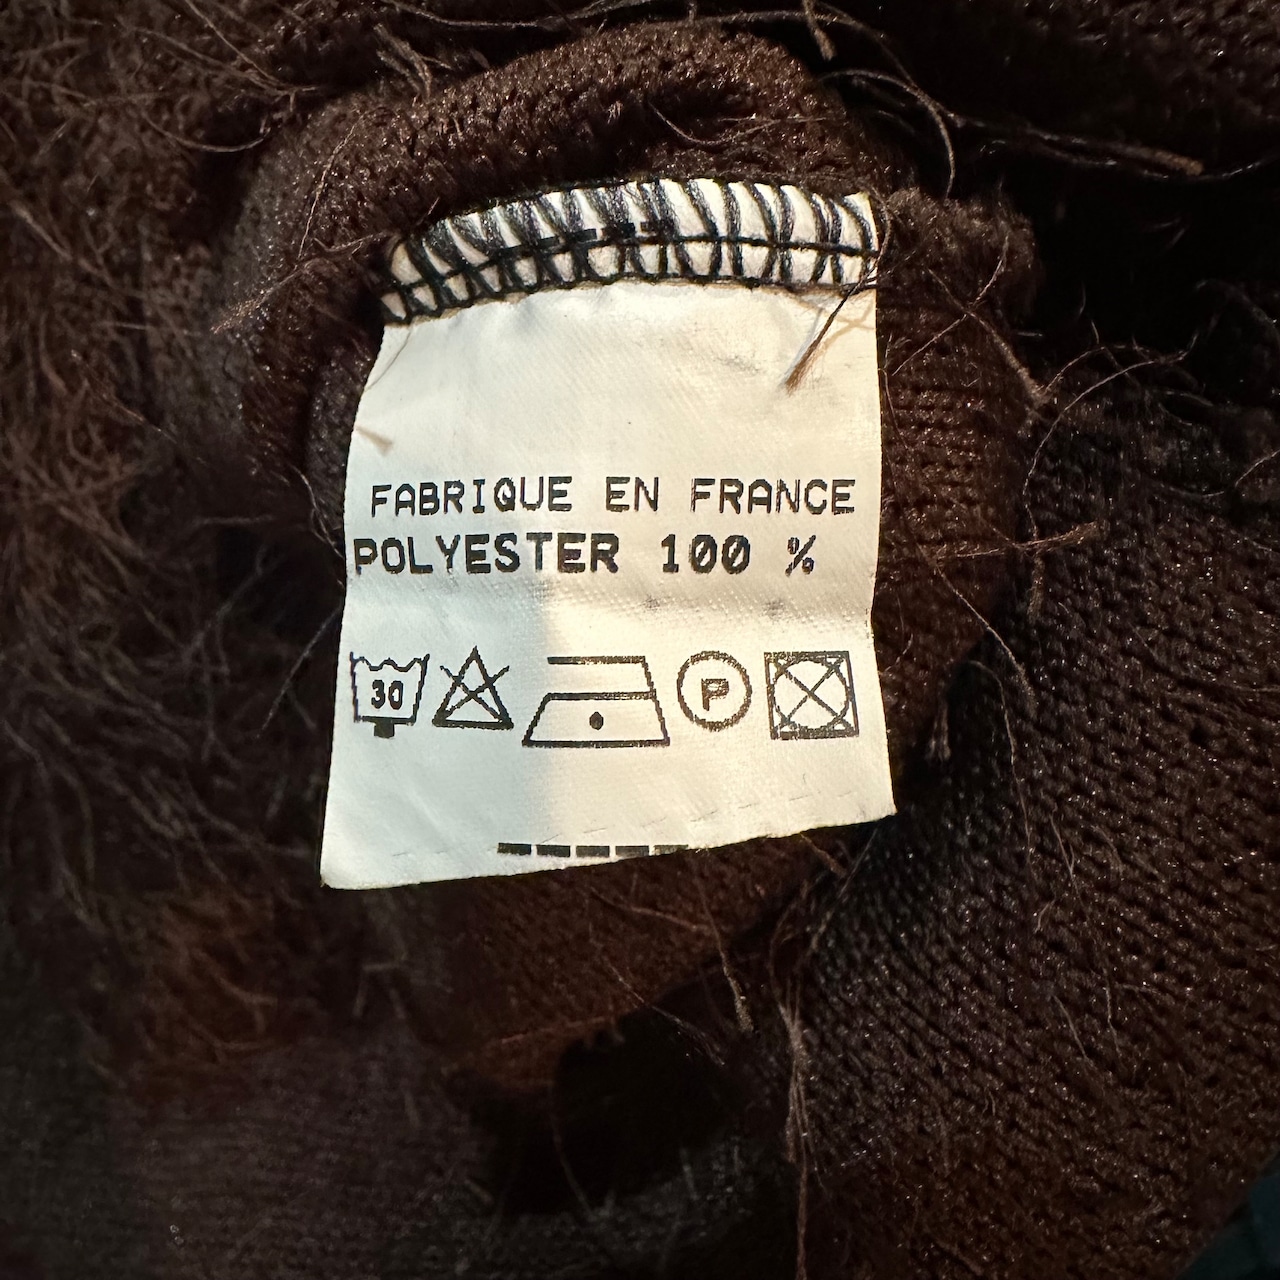 FABRIQUE EN FRANCE
POLYESTER 100 %
30 P